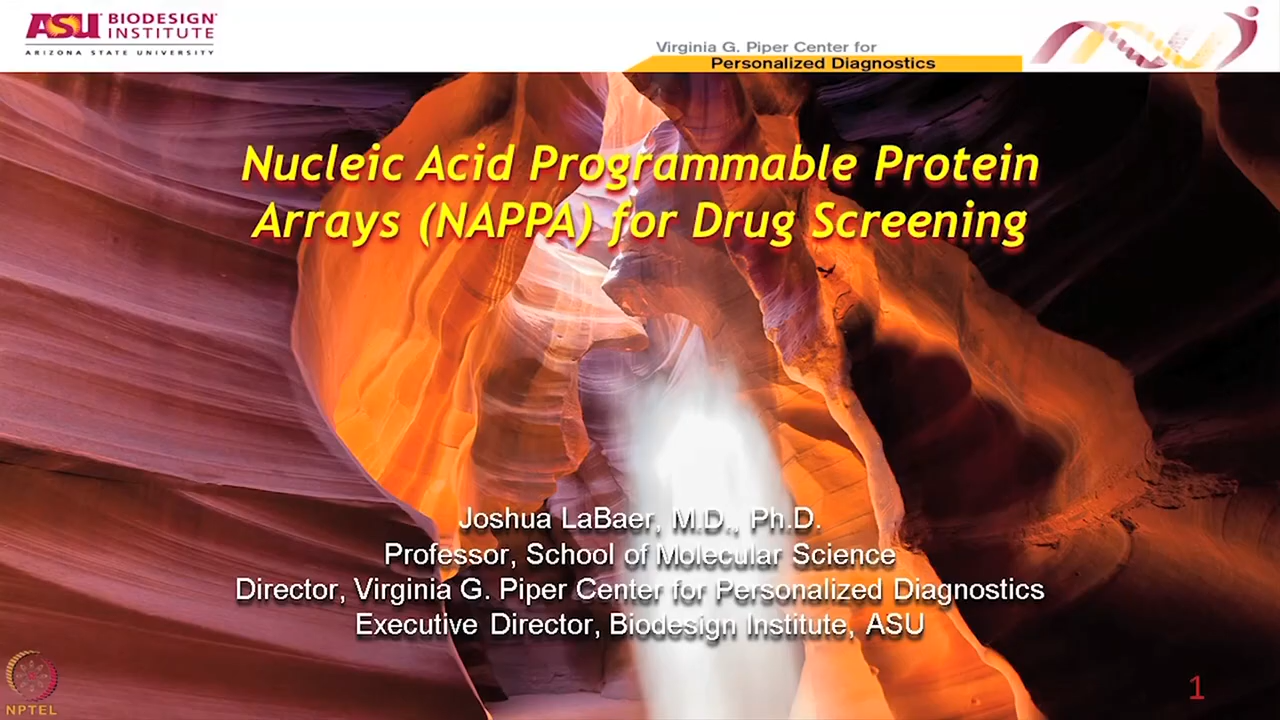 ASU BIODESIGN
INSTITUTE
ARIZONA STATE UNIVERSITY
Virginia G. Piper Center for
Personalized Diagnostics
Nucleic Acid Programmable Protein
Arrays (NAPPA) for Drug Screening
Joshua LaBaer, M.D., Ph.D.
Professor, School of Molecular Science
Director, Virginia G. Piper Center for Personalized Diagnostics
Executive Director, Biodesign Institute, ASU
NPTEL
1